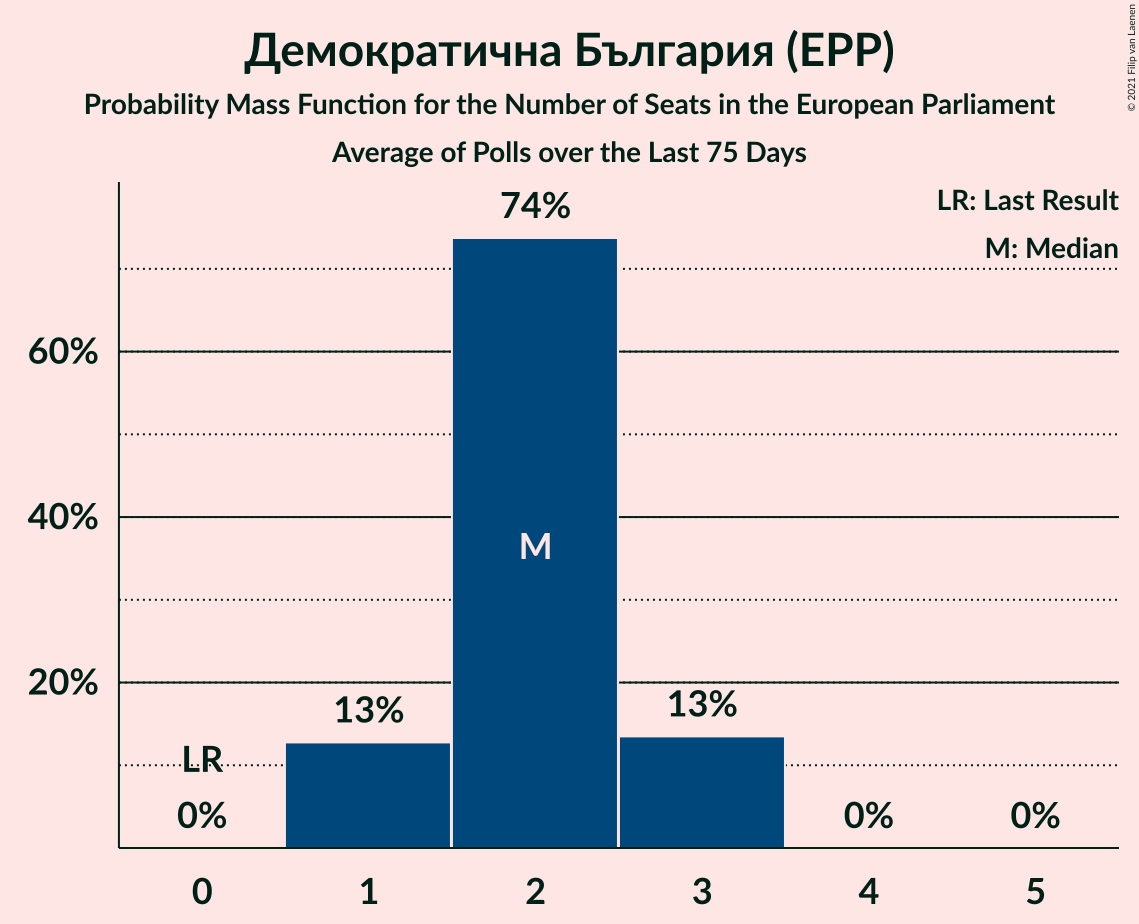 Демократична България (EPP)
Probability Mass Function for the Number of Seats in the European Parliament
Average of Polls over the Last 75 Days
© 2021 Filip van Laenen
LR: Last Result
M: Median
74%
60%
40%
M
20%
13%
13%
LR
0%
0%
0%
0
1
2
3
4
5